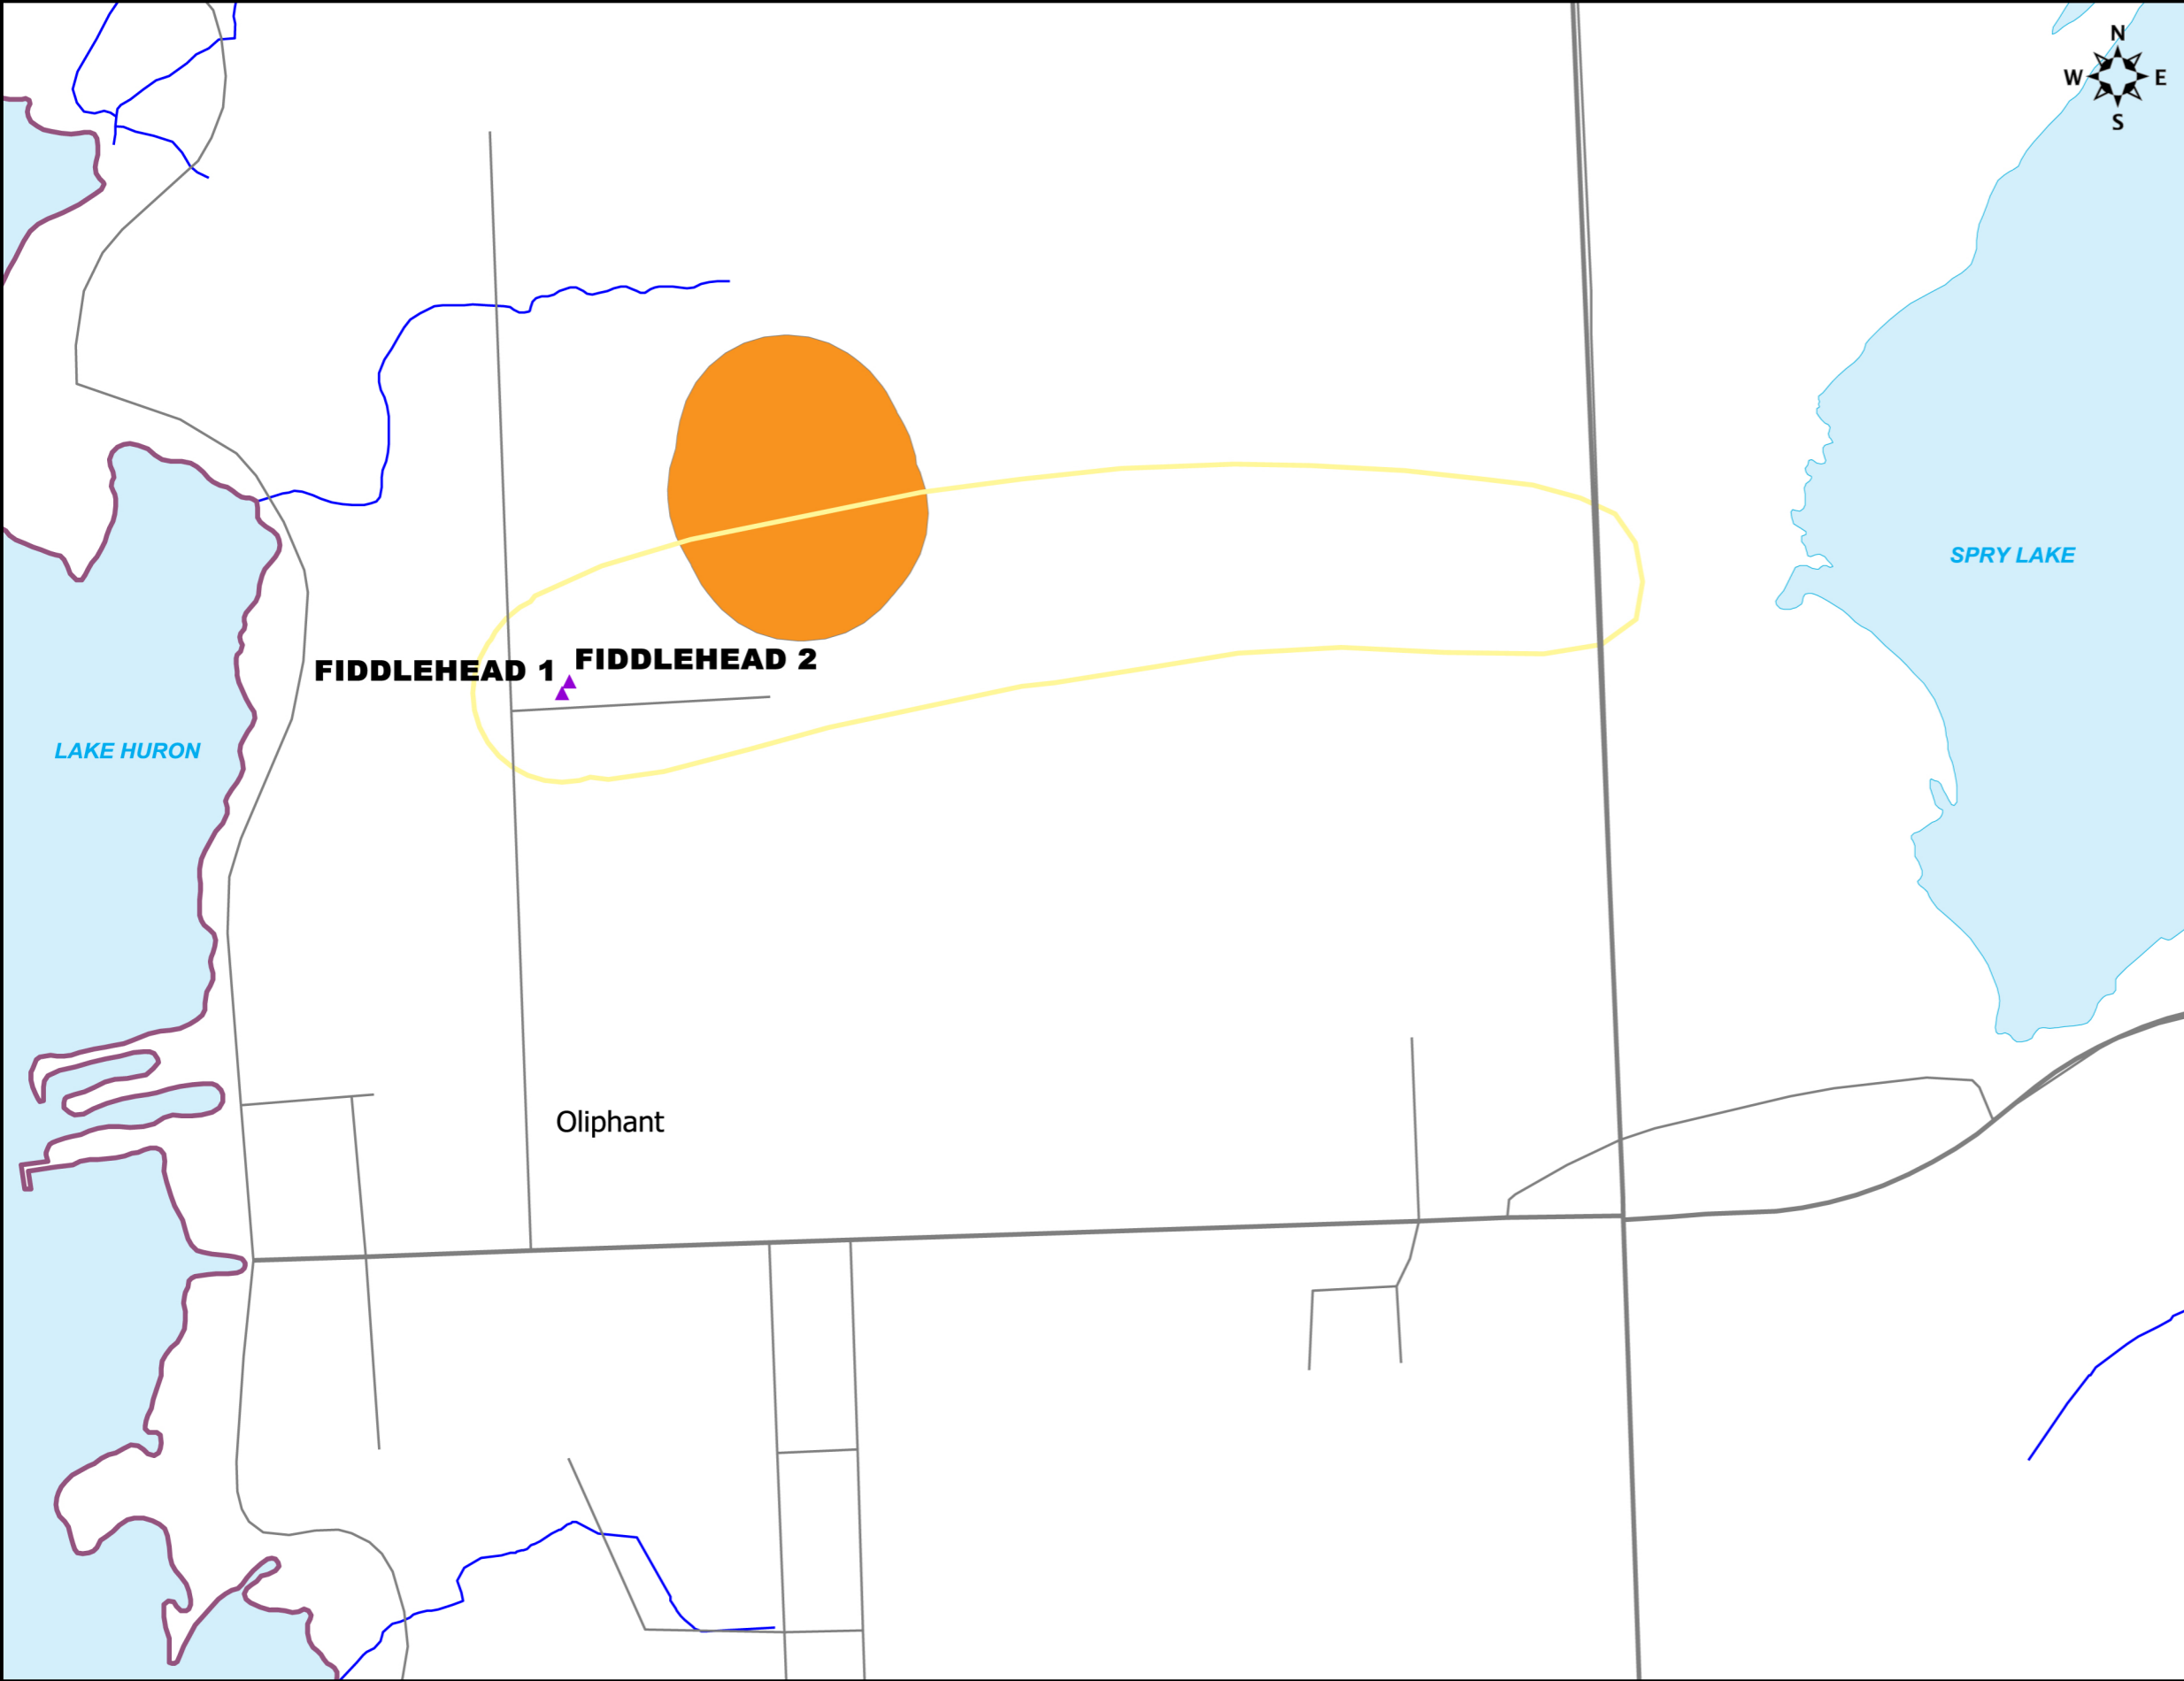 N
W E
S
SPRY LAKE
FIDDLEHEAD 1
FIDDLEHEAD 2
LAKE HURON
Oliphant